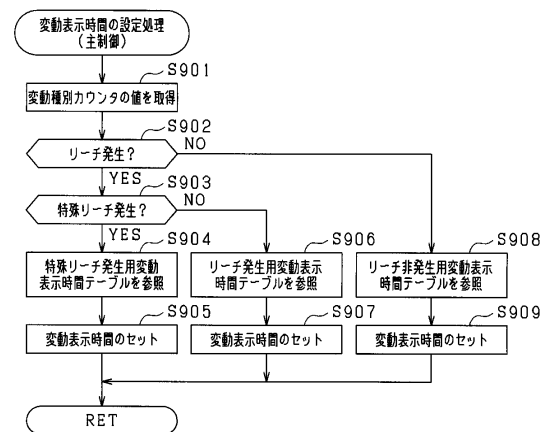 変動表示時間の設定処理
(主制御)
S901
変動種別カウンタの値を取得
S902
リーチ発生?
NO
YES
S903
特殊リーチ発生?
NO
YES
S904
特殊リーチ発生用変動
表示時間テーブルを参照
S906
リーチ発生用変動表示
時間テーブルを参照
S908
リーチ非発生用変動表示
時間テーブルを参照
S905
変動表示時間のセット
S907
変動表示時間のセット
S909
変動表示時間のセット
RET